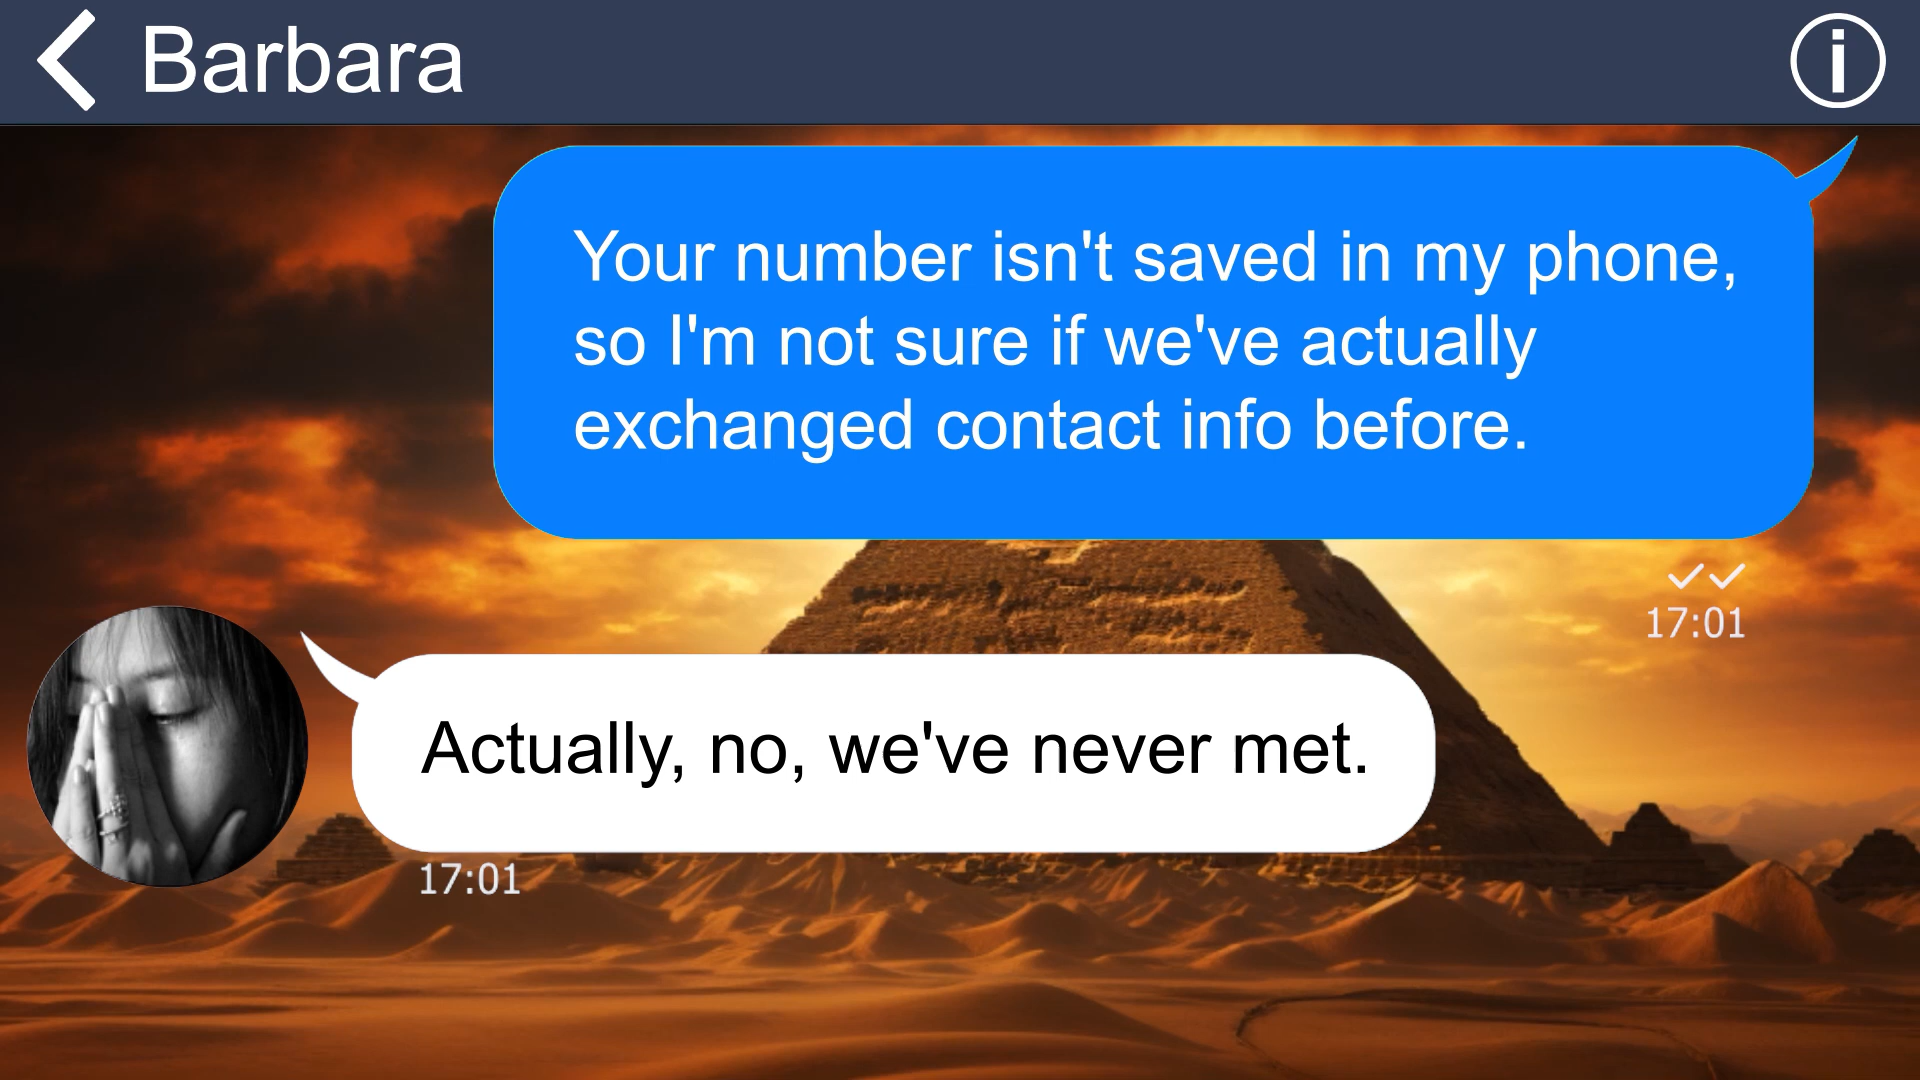 Barbara
Your number isn't saved in my phone,
so I'm not sure if we've actually
exchanged contact info before.
17:01
Actually, no, we've never met.
17:01